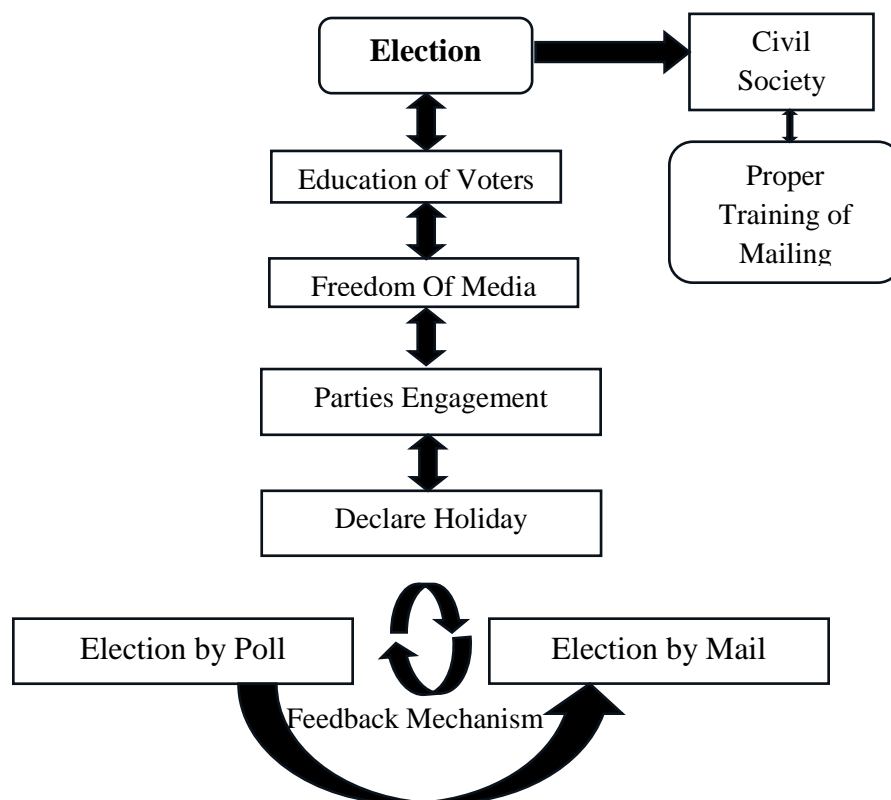 Election
Civil
Society
Education of Voters
Proper
Training of
Mailing
Freedom Of Media
Parties Engagement
Declare Holiday
Election by Poll
Election by Mail
Feedback Mechanism